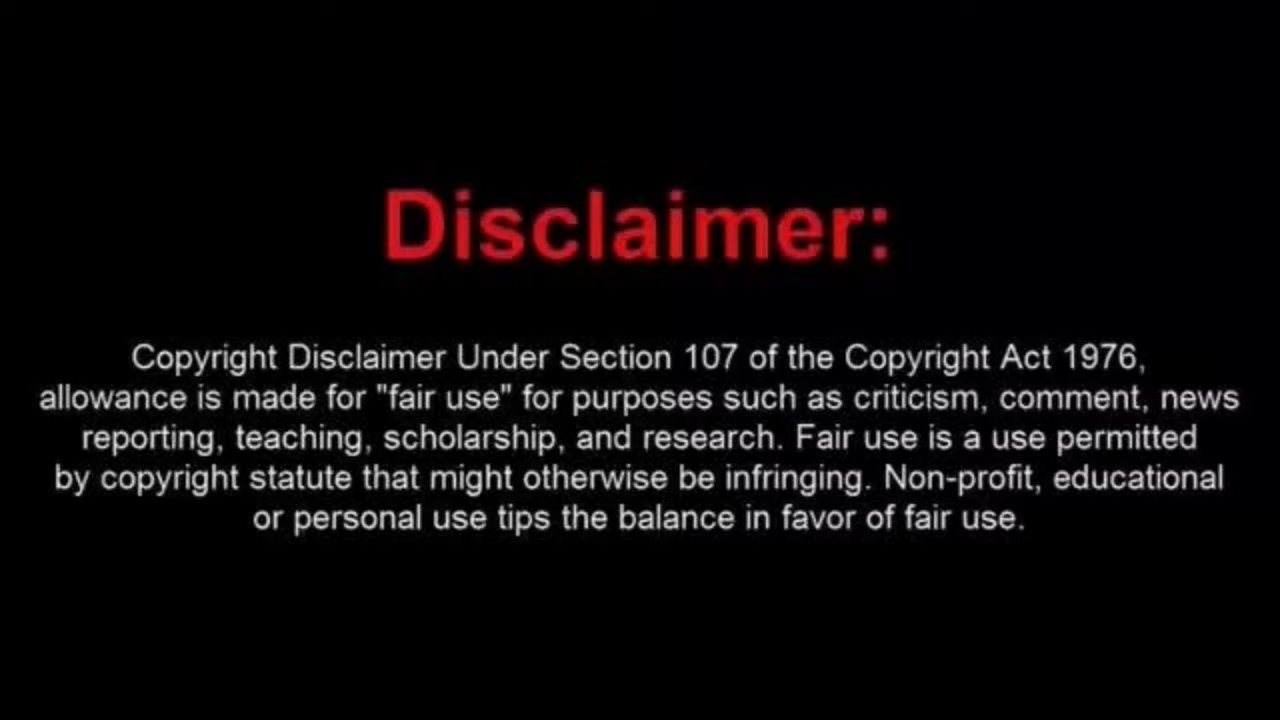 Disclaimer:
Copyright Disclaimer Under Section 107 of the Copyright Act 1976,
allowance is made for "fair use" for purposes such as criticism, comment, news
reporting, teaching, scholarship, and research. Fair use is a use permitted
by copyright statute that might otherwise be infringing. Non-profit, educational
or personal use tips the balance in favor of fair use.